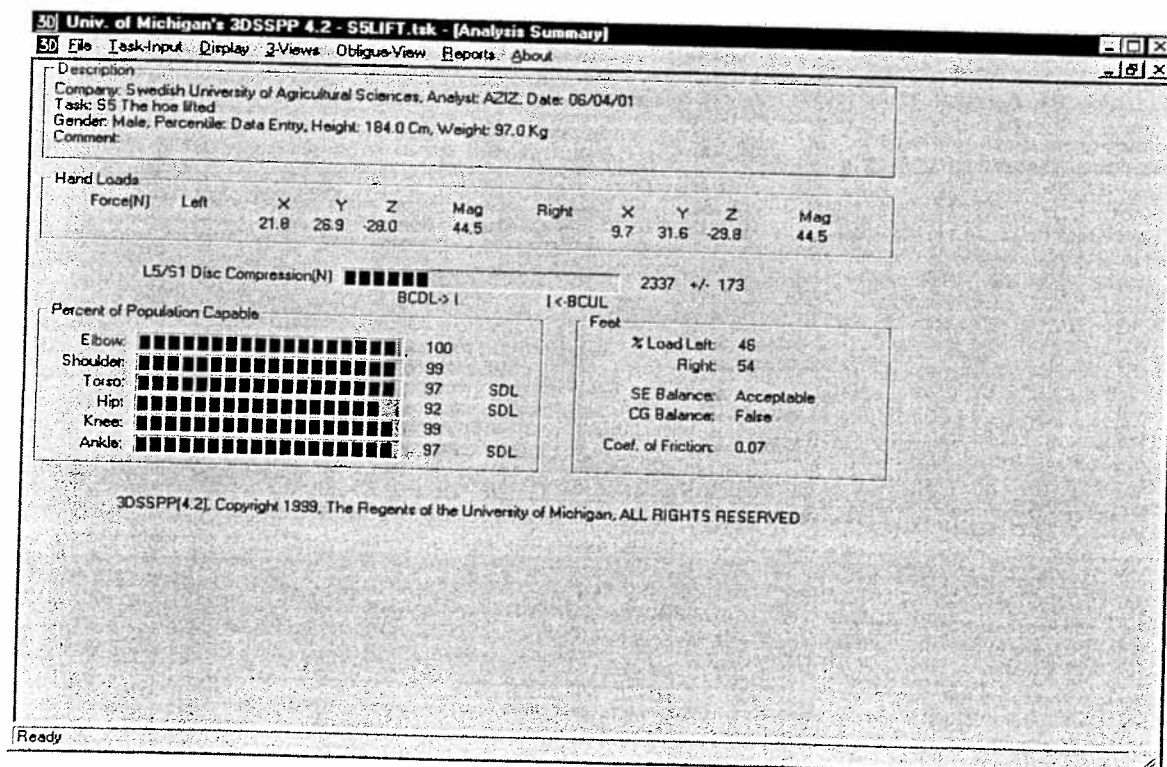 3D Univ. of Michigan's 3DSSPP 4.2 - S5LIFT.tsk - [Analysis Summary]
3D File Task-Input Display 3-Views Oblique-View Reports About
Description
Company: Swedish University of Agricultural Sciences, Analyst: AZIZ, Date: 06/04/01
Task: S5 The hoe lifted
Gender: Male, Percentile: Data Entry, Height: 184.0 Cm, Weight: 97.0 Kg
Comment:
Hand Loads
Force(N) Left X Y Z Mag Right X Y Z Mag
21.8 26.9 -28.0 44.5 9.7 31.6 -29.8 44.5
L5/S1 Disc Compression(N) 2337 +/- 173
BCDL-> | |<-BCUL
Percent of Population Capable
Elbow: 100
Shoulder: 99
Torso: 97 SDL
Hip: 92 SDL
Knee: 99
Ankle: 97 SDL
Feet
% Load Left: 46
Right: 54
SE Balance: Acceptable
CG Balance: False
Coef. of Friction: 0.07
3DSSPP[4.2], Copyright 1999, The Regents of the University of Michigan, ALL RIGHTS RESERVED
Ready